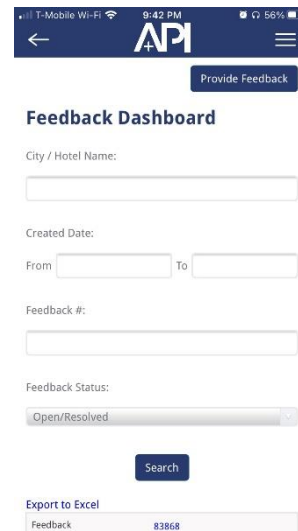 T-Mobile Wi-Fi 9:42 PM 56%
API
Provide Feedback
Feedback Dashboard
City / Hotel Name:
Created Date:
From To
Feedback #:
Feedback Status:
Open/Resolved
Search
Export to Excel
Feedback 83868